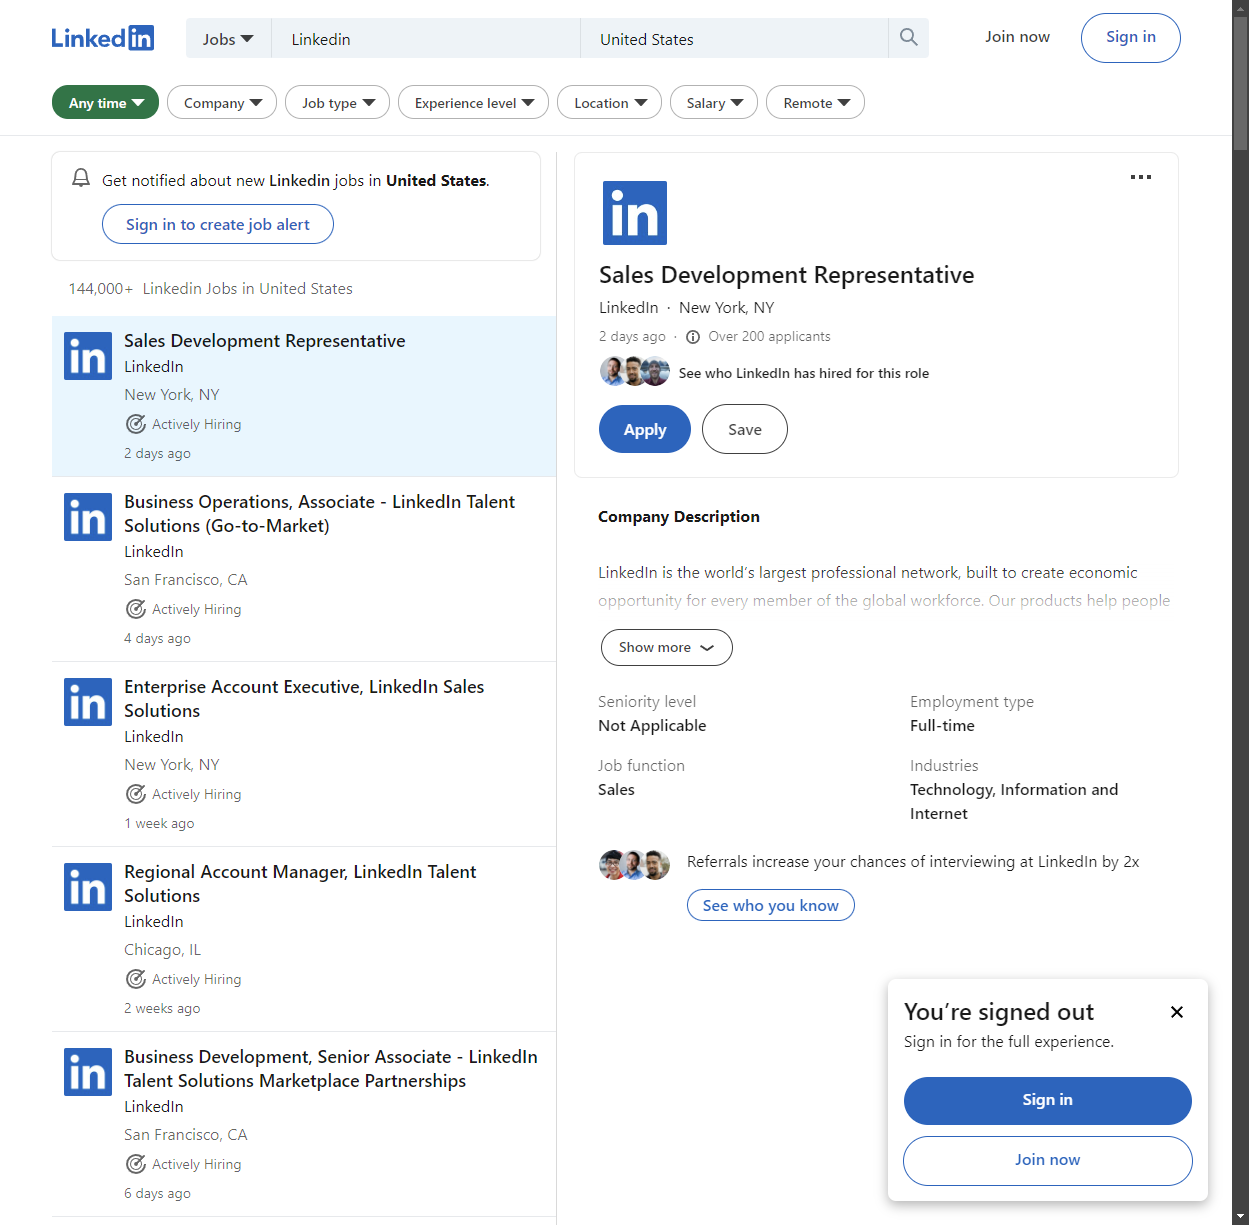 LinkedIn
Jobs
Linkedin
United States
Join now
Sign in
Any time
Company
Job type
Experience level
Location
Salary
Remote
Get notified about new Linkedin jobs in United States.
Sign in to create job alert
144,000+ Linkedin Jobs in United States
in
Sales Development Representative
LinkedIn
New York, NY
Actively Hiring
2 days ago
in
Business Operations, Associate - LinkedIn Talent
Solutions (Go-to-Market)
LinkedIn
San Francisco, CA
Actively Hiring
4 days ago
in
Enterprise Account Executive, LinkedIn Sales
Solutions
LinkedIn
New York, NY
Actively Hiring
1 week ago
in
Regional Account Manager, LinkedIn Talent
Solutions
LinkedIn
Chicago, IL
Actively Hiring
2 weeks ago
in
Business Development, Senior Associate - LinkedIn
Talent Solutions Marketplace Partnerships
LinkedIn
San Francisco, CA
Actively Hiring
6 days ago
in
Sales Development Representative
LinkedIn · New York, NY
2 days ago · Over 200 applicants
See who LinkedIn has hired for this role
Apply
Save
Company Description
LinkedIn is the world's largest professional network, built to create economic
opportunity for every member of the global workforce. Our products help people
Show more
Seniority level
Not Applicable
Employment type
Full-time
Job function
Sales
Industries
Technology, Information and
Internet
Referrals increase your chances of interviewing at LinkedIn by 2x
See who you know
You're signed out
Sign in for the full experience.
Sign in
Join now